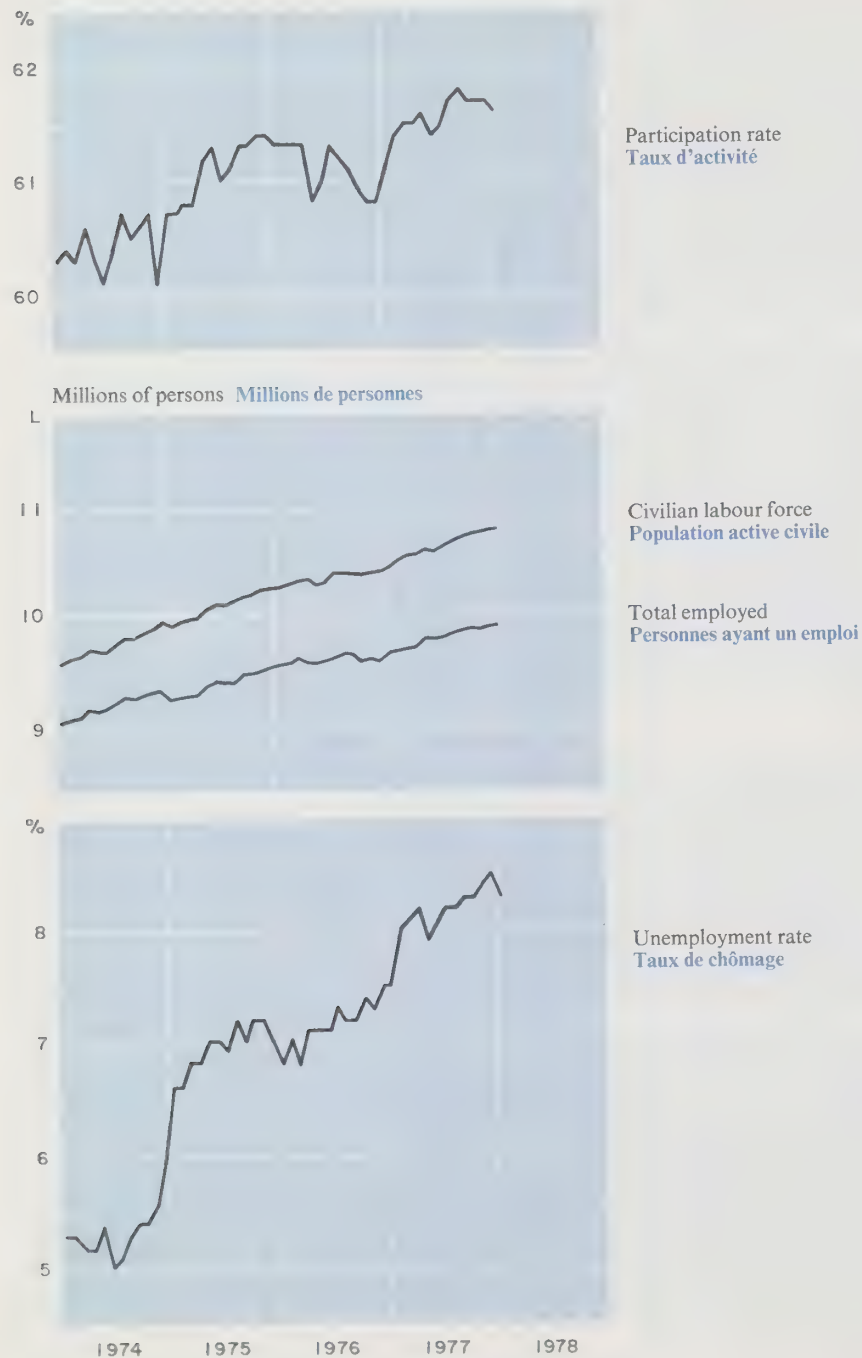 %
62
61
60
Participation rate
Taux d'activité
Millions of persons Millions de personnes
L
11
10
9
Civilian labour force
Population active civile
Total employed
Personnes ayant un emploi
%
8
7
6
5
Unemployment rate
Taux de chômage
1974 1975 1976 1977 1978